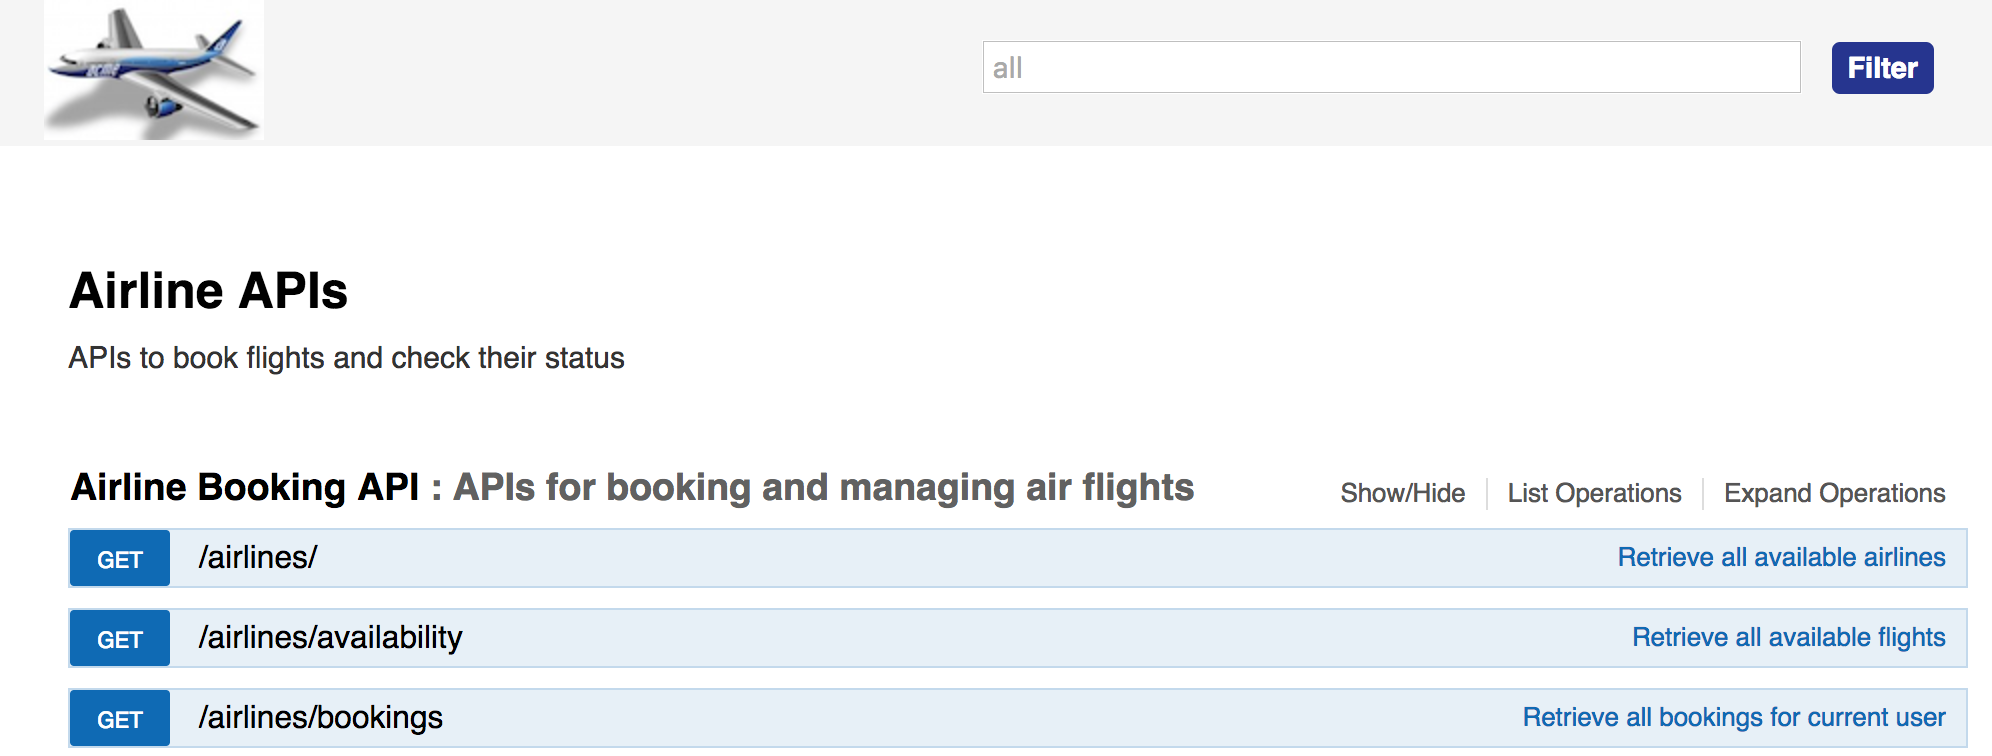 acme
all
Filter
Airline APIs
APIs to book flights and check their status
Airline Booking API : APIs for booking and managing air flights
Show/Hide
List Operations
Expand Operations
GET /airlines/ Retrieve all available airlines
GET /airlines/availability Retrieve all available flights
GET /airlines/bookings Retrieve all bookings for current user